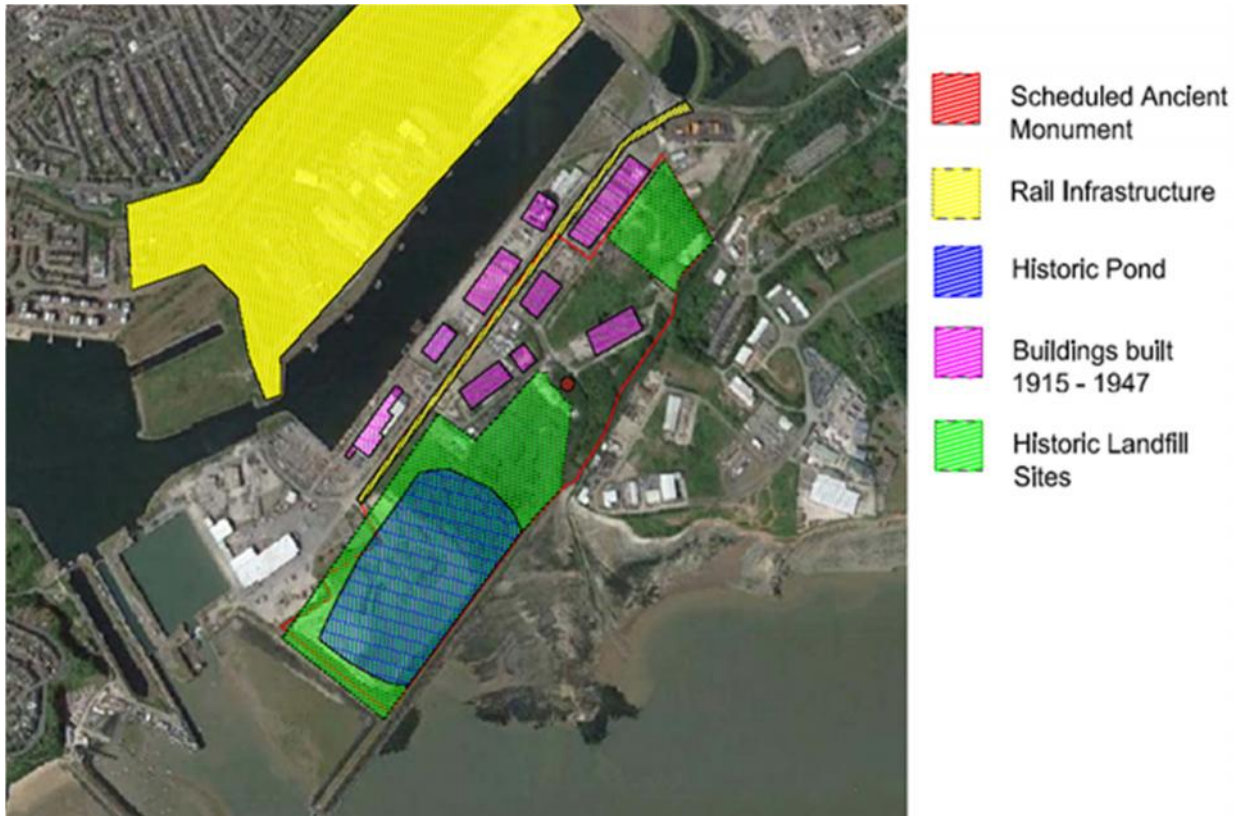 Scheduled Ancient
Monument
Rail Infrastructure
Historic Pond
Buildings built
1915 - 1947
Historic Landfill
Sites